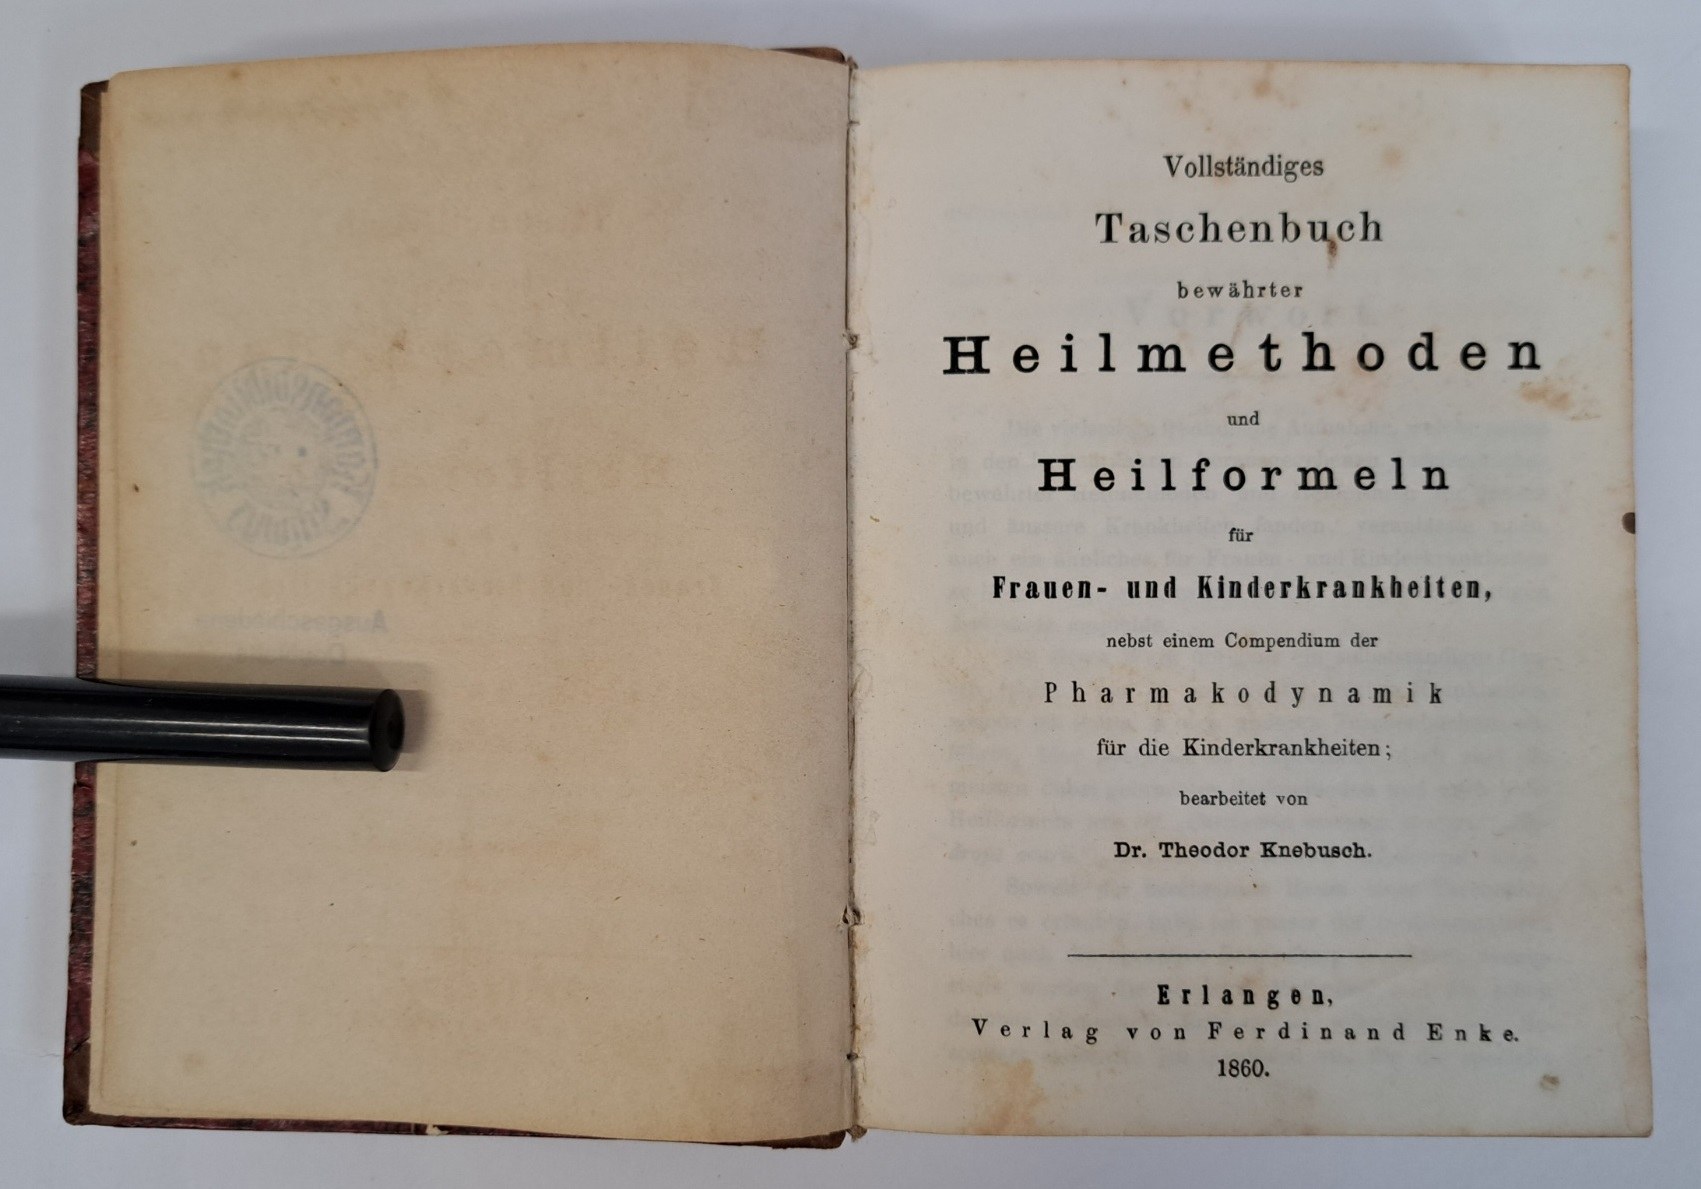 Vollständiges
Taschenbuch
bewährter
Heilmethoden
und
Heilformeln
für
Frauen- und Kinderkrankheiten,
nebst einem Compendium der
Pharmakodynamik
für die Kinderkrankheiten;
bearbeitet von
Dr. Theodor Knebusch.
Erlangen,
Verlag von Ferdinand Enke.
1860.